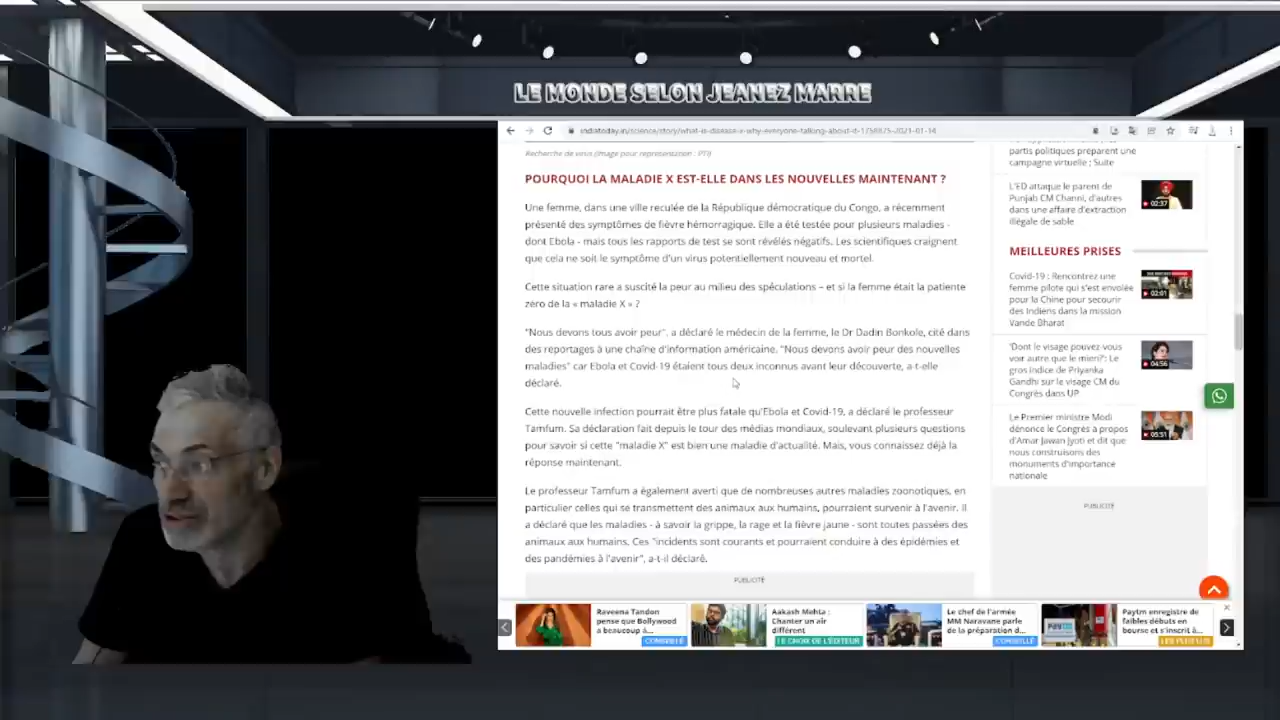 LE MONDE SELON JEANEZ MARRE
indiatoday.in/science/story/what-is-disease-x-why-everyone-talking-about-it-1758875-2021-01-14
Recherche de virus (Image pour représentation : PTI)
POURQUOI LA MALADIE X EST-ELLE DANS LES NOUVELLES MAINTENANT ?
Une femme, dans une ville reculée de la République démocratique du Congo, a récemment
présenté des symptômes de fièvre hémorragique. Elle a été testée pour plusieurs maladies -
dont Ebola - mais tous les rapports de test se sont révélés négatifs. Les scientifiques craignent
que cela ne soit le symptôme d'un virus potentiellement nouveau et mortel.
Cette situation rare a suscité la peur au milieu des spéculations – et si la femme était la patiente
zero de la « maladie X » ?
"Nous devons tous avoir peur", a déclaré le médecin de la femme, le Dr Dadin Bonkole, cité dans
des reportages à une chaîne d'information américaine. "Nous devons avoir peur des nouvelles
maladies" car Ebola et Covid-19 étaient tous deux inconnus avant leur découverte, a-t-elle
déclaré.
Cette nouvelle infection pourrait être plus fatale qu'Ebola et Covid-19, a déclaré le professeur
Tamfum. Sa déclaration fait depuis le tour des médias mondiaux, soulevant plusieurs questions
pour savoir si cette "maladie X" est bien une maladie d'actualité. Mais, vous connaissez déjà la
réponse maintenant.
Le professeur Tamfum a également averti que de nombreuses autres maladies zoonotiques, en
particulier celles qui se transmettent des animaux aux humains, pourraient survenir à l'avenir. Il
a déclaré que les maladies - à savoir la grippe, la rage et la fièvre jaune - sont toutes passées des
animaux aux humains. Ces "incidents sont courants et pourraient conduire à des épidémies et
des pandémies à l'avenir", a-t-il déclaré.
PUBLICITÉ
partis politiques préparent une
campagne virtuelle ; Suite
L'ED attaque le parent de
Punjab CM Channi, d'autres
dans une affaire d'extraction
illégale de sable
02:37
MEILLEURES PRISES
Covid-19 : Rencontrez une
femme pilote qui s'est envolée
pour la Chine pour secourir
des Indiens dans la mission
Vande Bharat
02:01
"Dont le visage pouvez-vous
voir autre que le mien?": Le
gros indice de Priyanka
Gandhi sur le visage CM du
Congrès dans UP
04:56
Le Premier ministre Modi
dénonce le Congrès à propos
d'Amar Jawan Jyoti et dit que
nous construisons des
monuments d'importance
nationale
05:51
PUBLICITÉ
Raveena Tandon
pense que Bollywood
a beaucoup à...
CONSEILLÉ
Aakash Mehta :
Chanter un air
différent
LE CHOIX DE L'ÉDITEUR
Le chef de l'armée
MM Naravane parle
de la préparation d...
CONSEILLÉ
Paytm enregistre de
faibles débuts en
bourse et s'inscrit à...